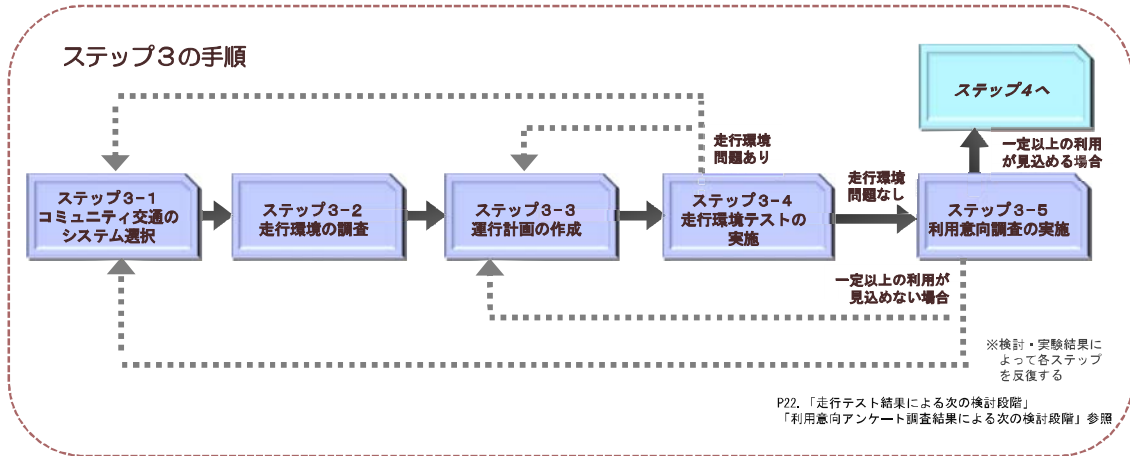 ステップ3の手順
ステップ4へ
走行環境
問題あり
一定以上の利用
が見込める場合
走行環境
問題なし
ステップ3-1
コミュニティ交通の
システム選択
ステップ3-2
走行環境の調査
ステップ3-3
運行計画の作成
ステップ3-4
走行環境テストの
実施
ステップ3-5
利用意向調査の実施
一定以上の利用が
見込めない場合
※検討・実験結果に
よって各ステップ
を反復する
P22.「走行テスト結果による次の検討段階」
「利用意向アンケート調査結果による次の検討段階」参照